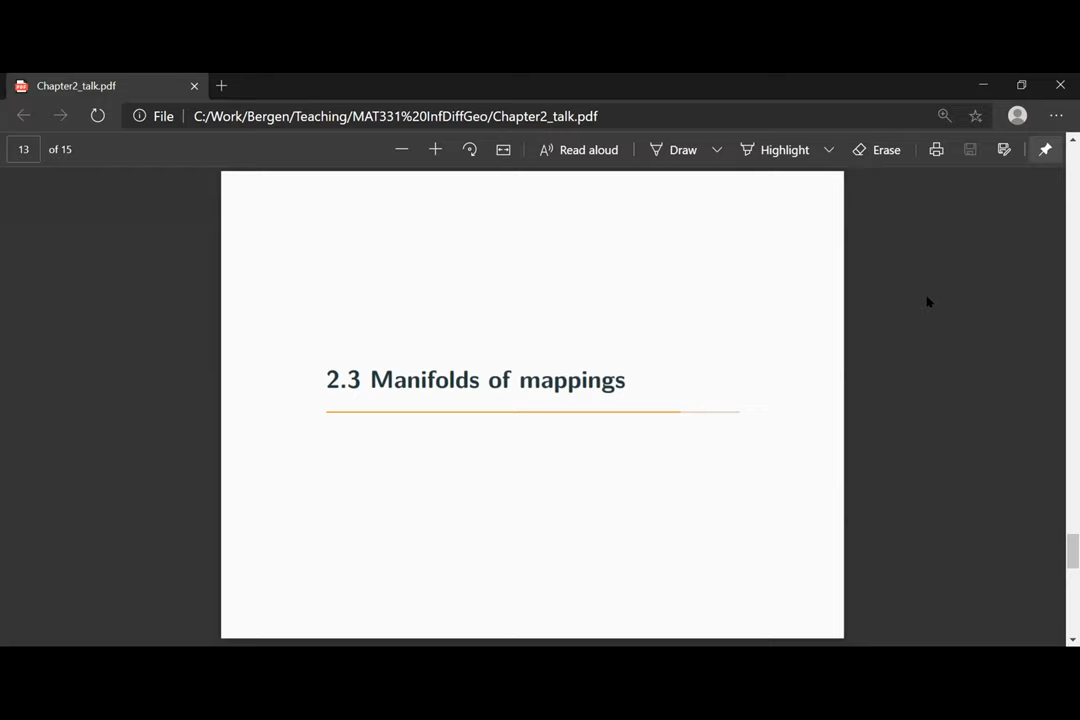 Chapter2_talk.pdf
File C:/Work/Bergen/Teaching/MAT331%20InfDiffGeo/Chapter2_talk.pdf
13 of 15 Read aloud Draw Highlight Erase
2.3 Manifolds of mappings